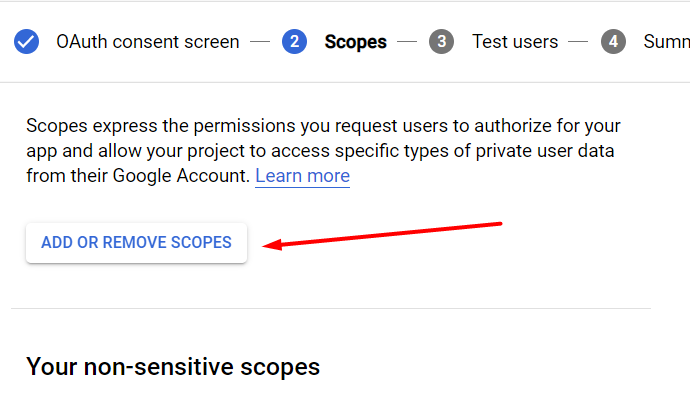 OAuth consent screen 2 Scopes 3 Test users 4 Summ
Scopes express the permissions you request users to authorize for your
app and allow your project to access specific types of private user data
from their Google Account. Learn more
ADD OR REMOVE SCOPES
Your non-sensitive scopes